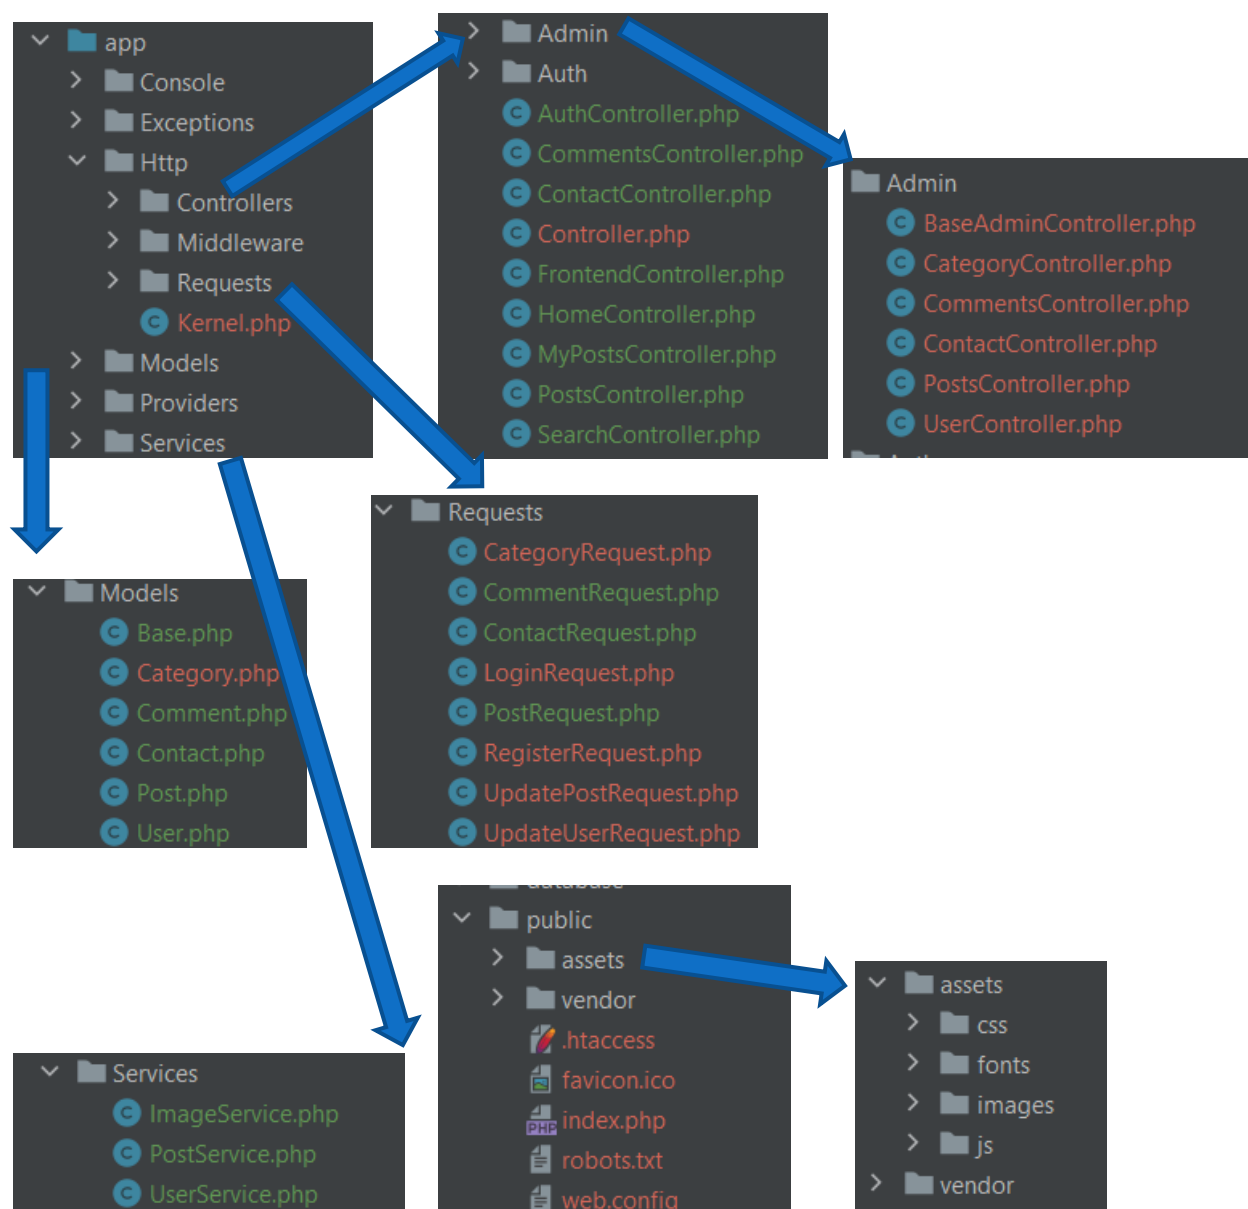 app
Console
Exceptions
Http
Controllers
Middleware
Requests
Kernel.php
Models
Providers
Services
Admin
Auth
AuthController.php
CommentsController.php
ContactController.php
Controller.php
FrontendController.php
HomeController.php
MyPostsController.php
PostsController.php
SearchController.php
Admin
BaseAdminController.php
CategoryController.php
CommentsController.php
ContactController.php
PostsController.php
UserController.php
Requests
CategoryRequest.php
CommentRequest.php
ContactRequest.php
LoginRequest.php
PostRequest.php
RegisterRequest.php
UpdatePostRequest.php
UpdateUserRequest.php
Models
Base.php
Category.php
Comment.php
Contact.php
Post.php
User.php
Services
ImageService.php
PostService.php
UserService.php
public
assets
vendor
.htaccess
favicon.ico
PHP index.php
robots.txt
web.config
assets
css
fonts
images
js
vendor